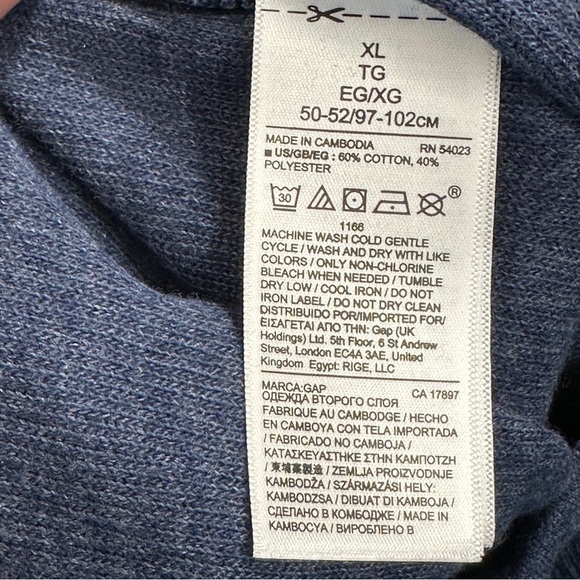 XL
TG
EG/XG
50-52/97-102CM
MADE IN CAMBODIA RN 54023
■ US/GB/EG : 60% COTTON, 40%
POLYESTER
30 ®
1166
MACHINE WASH COLD GENTLE
CYCLE / WASH AND DRY WITH LIKE
COLORS / ONLY NON-CHLORINE
BLEACH WHEN NEEDED / TUMBLE
DRY LOW / COOL IRON / DO NOT
IRON LABEL / DO NOT DRY CLEAN
DISTRIBUIDO POR/IMPORTED FOR/
ΕΙΣΑΓΕΤΑΙ ΑΠΟ ΤΗΝ: Gap (UK
Holdings) Ltd. 5th Floor, 6 St Andrew
Street, London EC4A 3AE, United
Kingdom Egypt: RIGE, LLC
MARCA:GAP CA 17897
ОДЕЖДА ВТОРОГО СЛОЯ
FABRIQUE AU CAMBODGE / HECHO
EN CAMBOYA CON TELA IMPORTADA
/ FABRICADO NO CAMBOJA /
ΚΑΤΑΣΚΕΥΑΣΤΗΚΕ ΣΤΗΝ ΚΑΜΠΟΤΖΗ
/ 柬埔寨製造 / ZEMLJA PROIZVODNJE
KAMBODŽA / SZÁRMAZÁSI HELY:
KAMBODZSA / DIBUAT DI KAMBOJA /
СДЕЛАНО В КОМБОДЖЕ / MADE IN
KAMBOCYA / ВИРОБЛЕНО В